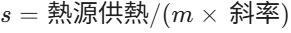 s = 熱源供熱/(m × 斜率)